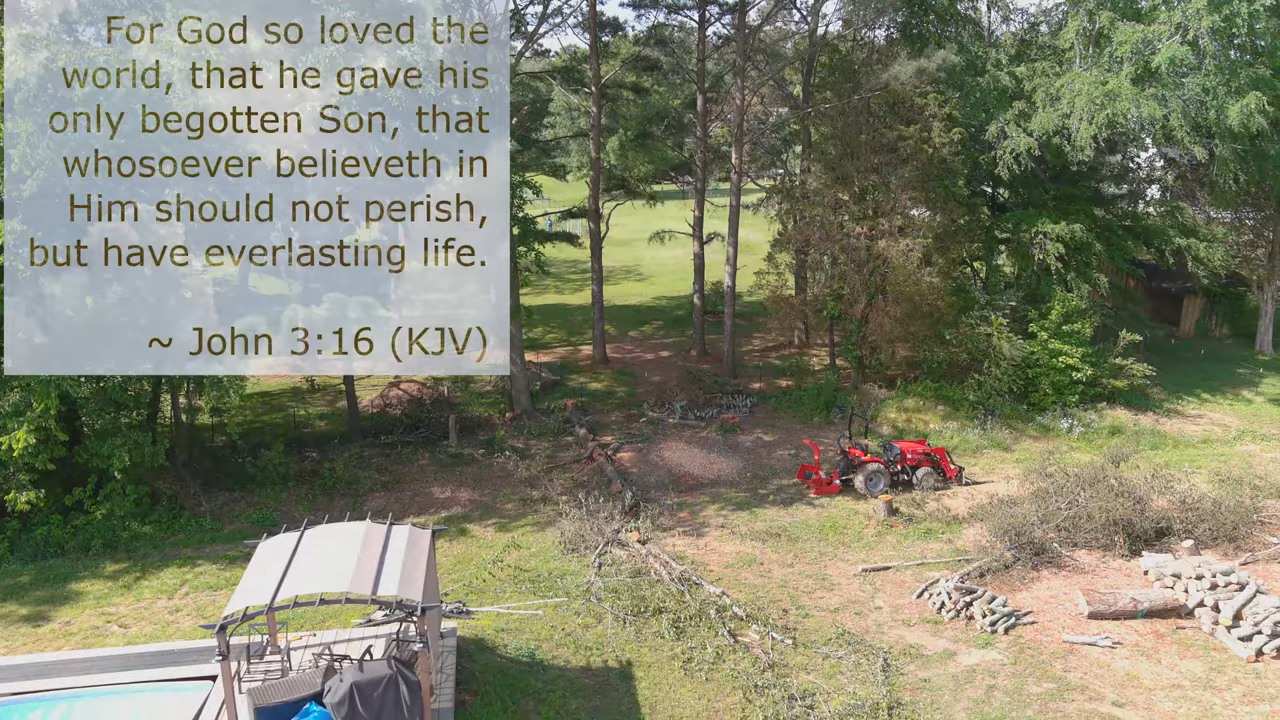 For God so loved the
world, that he gave his
only begotten Son, that
whosoever believeth in
Him should not perish,
but have everlasting life.
~ John 3:16 (KJV)